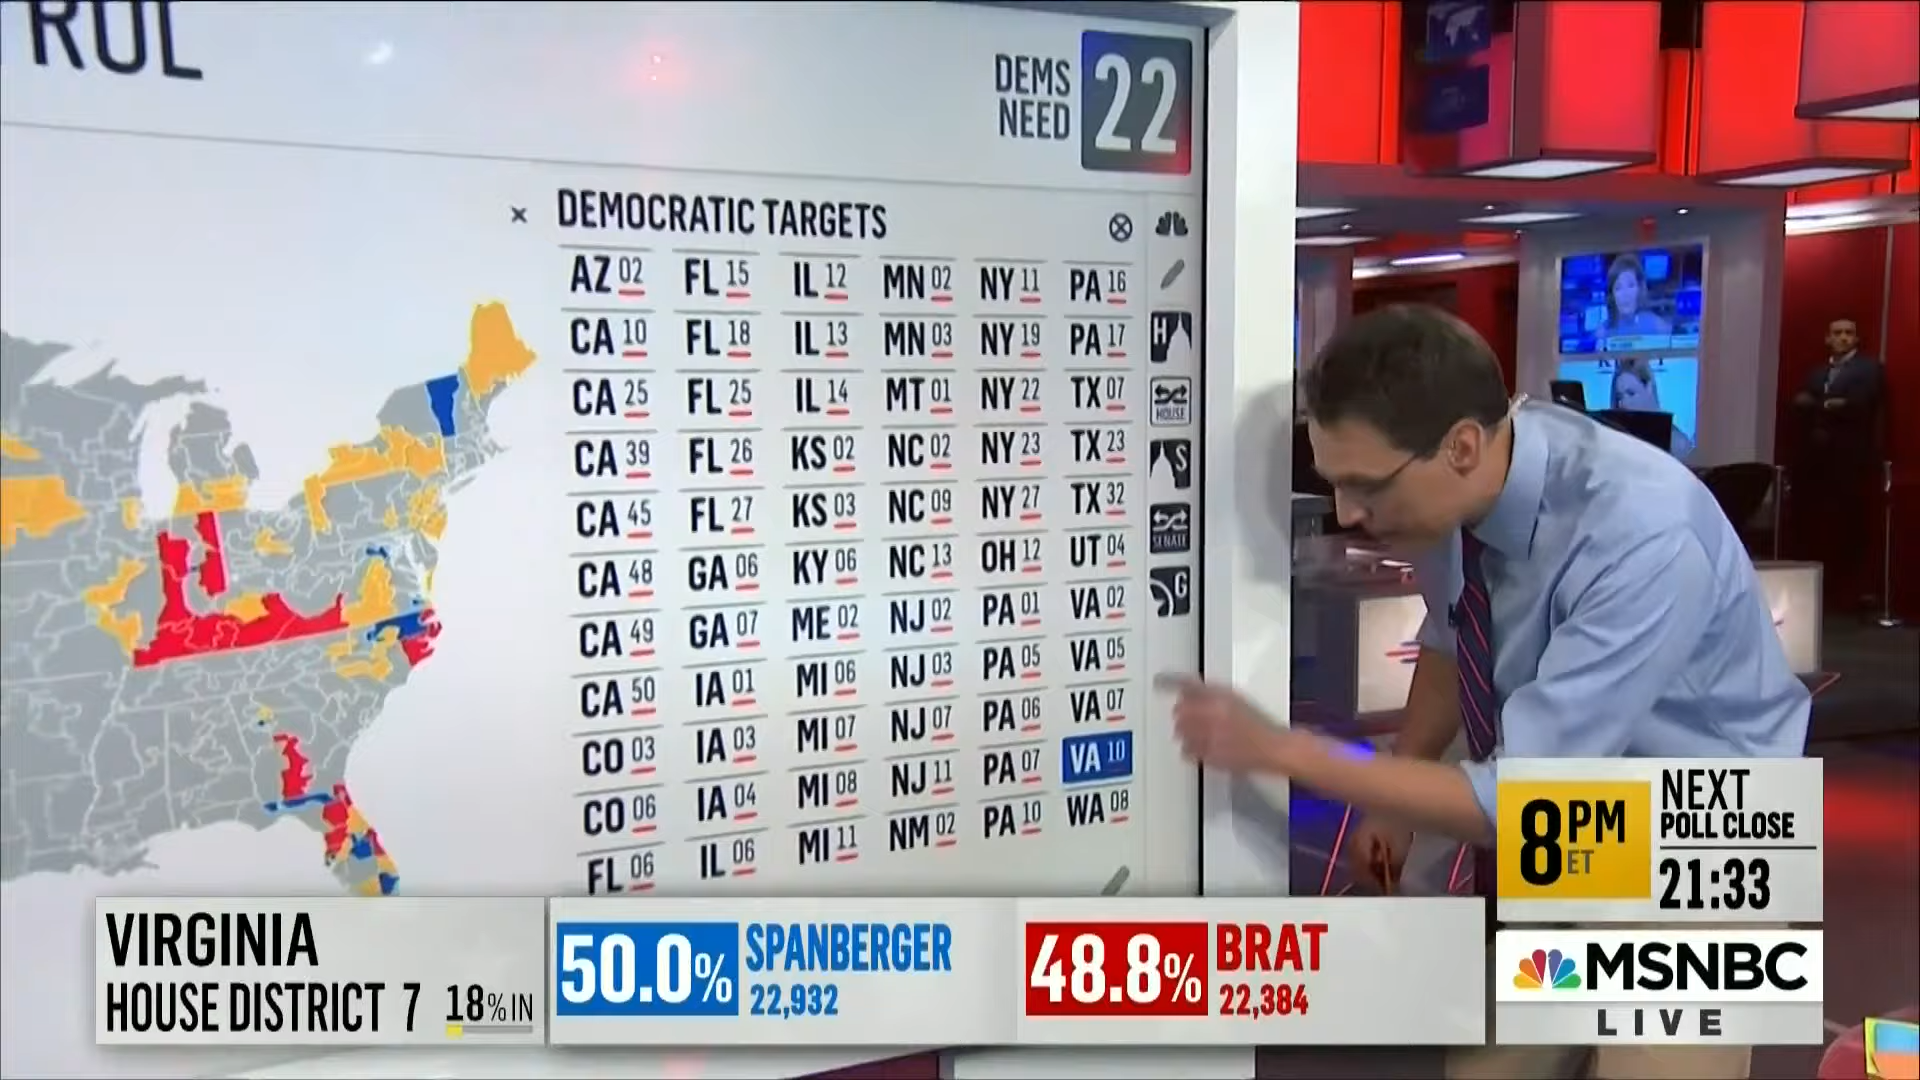 ROL
DEMS
NEED
22
× DEMOCRATIC TARGETS
AZ 02 FL 15 IL 12 MN 02 NY 11 PA 16
CA 10 FL 18 IL 13 MN 03 NY 19 PA 17
CA 25 FL 25 IL 14 MT 01 NY 22 TX 07
CA 39 FL 26 KS 02 NC 02 NY 23 TX 23
CA 45 FL 27 KS 03 NC 09 NY 27 TX 32
CA 48 GA 06 KY 06 NC 13 OH 12 UT 04
CA 49 GA 07 ME 02 NJ 02 PA 01 VA 02
CA 50 IA 01 MI 06 NJ 03 PA 05 VA 05
CO 03 IA 03 MI 07 NJ 07 PA 06 VA 07
CO 06 IA 04 MI 08 NJ 11 PA 07 VA 10
FL 06 IL 06 MI 11 NM 02 PA 10 WA 08
H
HOUSE
S
SENATE
G
8 PM
ET
NEXT
POLL CLOSE
21:33
VIRGINIA
HOUSE DISTRICT 7 18% IN
50.0% SPANBERGER
22,932
48.8% BRAT
22,384
MSNBC
LIVE